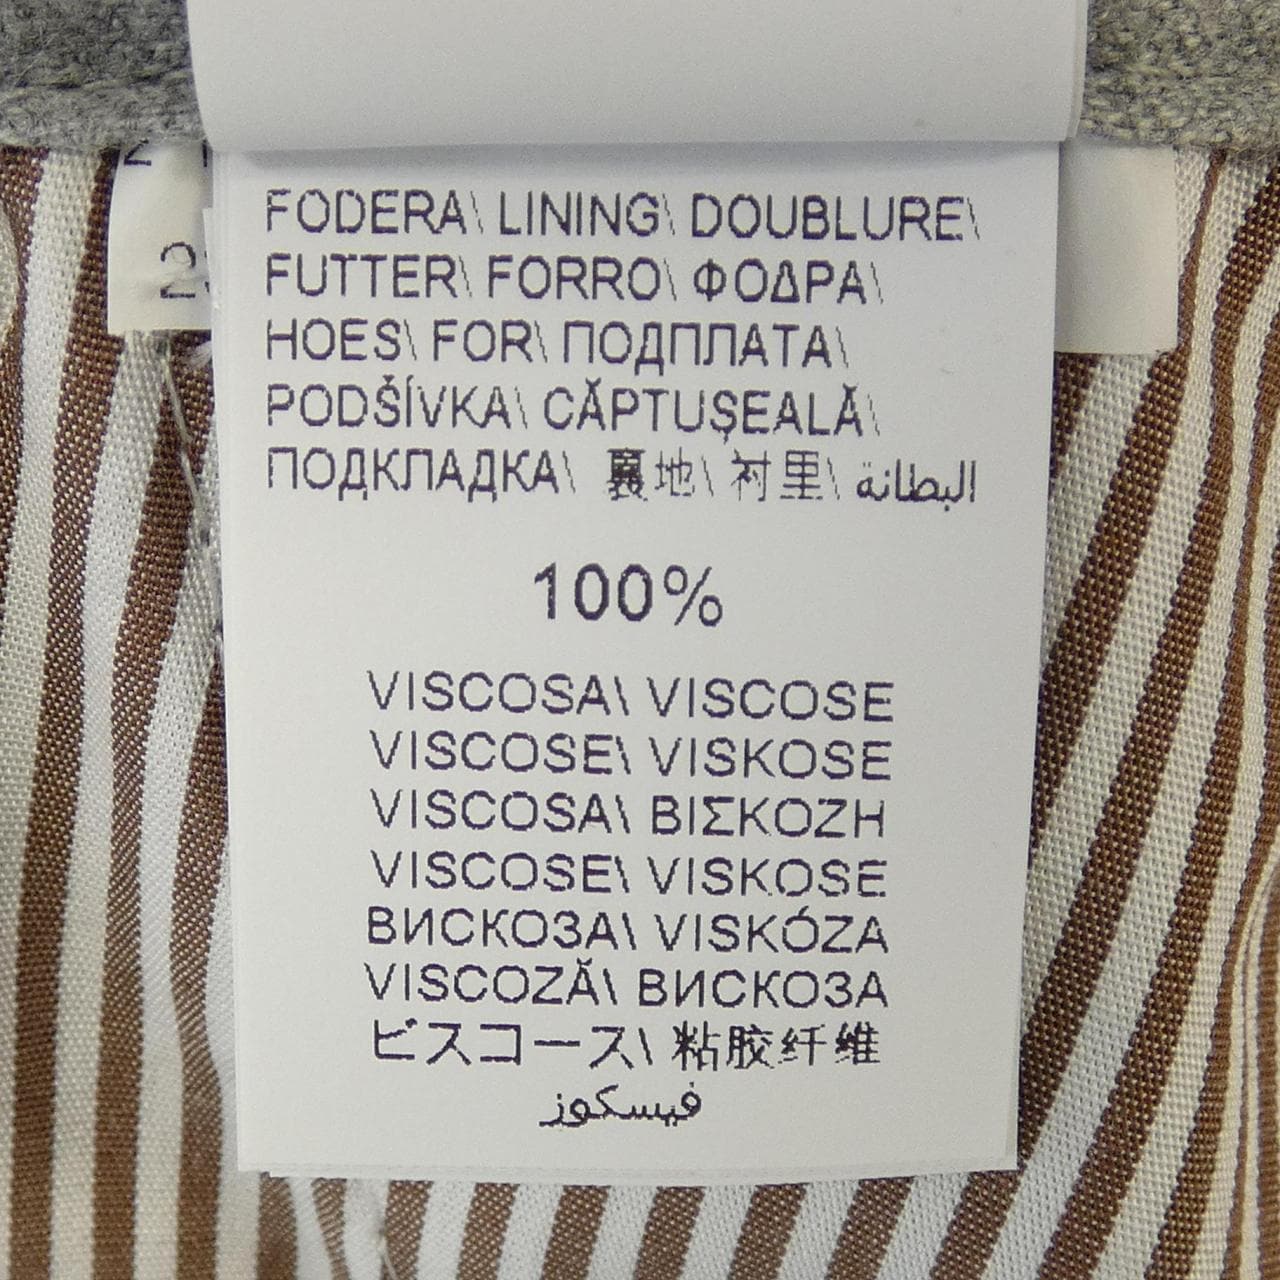 FODERA\ LINING\ DOUBLURE\
FUTTER\ FORRO\ ΦΟΔΡΑ\
HOES\ FOR\ ПОДПЛАТА\
PODŠÍVKA\ CĂPTUȘEALĂ\
ПОДКЛАДКА\ 裏地\ 衬里\ البطانة
100%
VISCOSA\ VISCOSE
VISCOSE\ VISKOSE
VISCOSA\ ΒΙΣΚΟΖΗ
VISCOSE\ VISKOSE
ВИСКОЗА\ VISKÓZA
VISCOZĂ\ ВИСКОЗА
ビスコース\ 粘胶纤维
فيسكوز